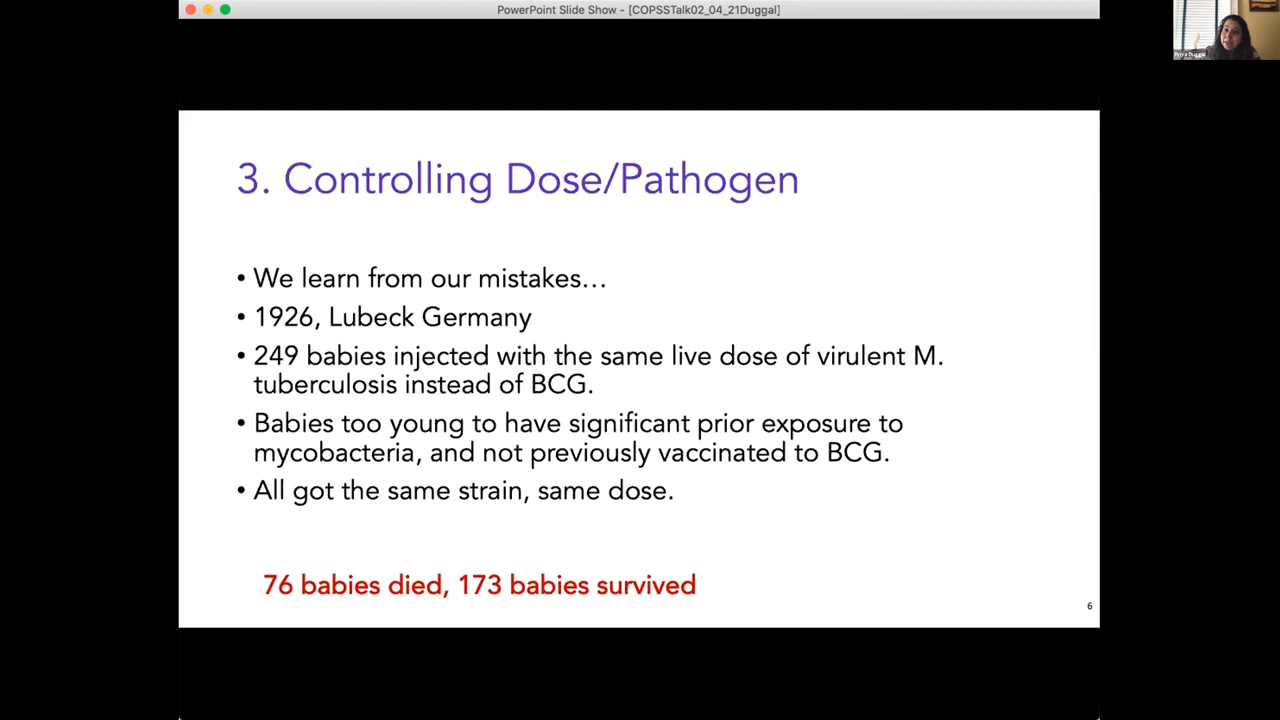 PowerPoint Slide Show - [COPSSTalk02_04_21Duggal]
Priya Duggal
3. Controlling Dose/Pathogen
• We learn from our mistakes…
• 1926, Lubeck Germany
• 249 babies injected with the same live dose of virulent M.
tuberculosis instead of BCG.
• Babies too young to have significant prior exposure to
mycobacteria, and not previously vaccinated to BCG.
• All got the same strain, same dose.
76 babies died, 173 babies survived
6